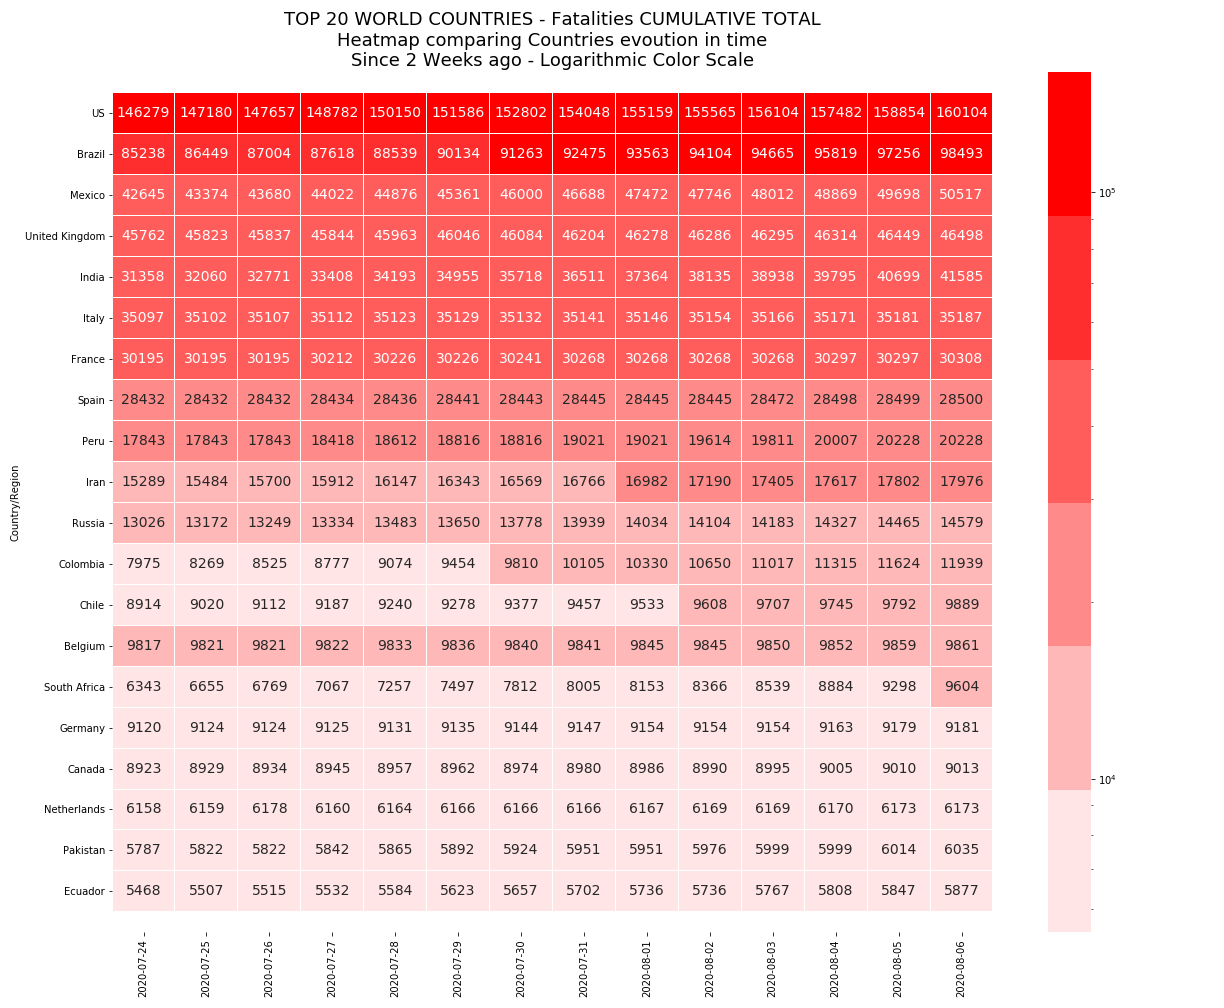 TOP 20 WORLD COUNTRIES - Fatalities CUMULATIVE TOTAL
Heatmap comparing Countries evoution in time
Since 2 Weeks ago - Logarithmic Color Scale
US 146279 147180 147657 148782 150150 151586 152802 154048 155159 155565 156104 157482 158854 160104
Brazil 85238 86449 87004 87618 88539 90134 91263 92475 93563 94104 94665 95819 97256 98493
Mexico 42645 43374 43680 44022 44876 45361 46000 46688 47472 47746 48012 48869 49698 50517
United Kingdom 45762 45823 45837 45844 45963 46046 46084 46204 46278 46286 46295 46314 46449 46498
India 31358 32060 32771 33408 34193 34955 35718 36511 37364 38135 38938 39795 40699 41585
Italy 35097 35102 35107 35112 35123 35129 35132 35141 35146 35154 35166 35171 35181 35187
France 30195 30195 30195 30212 30226 30226 30241 30268 30268 30268 30268 30297 30297 30308
Spain 28432 28432 28432 28434 28436 28441 28443 28445 28445 28445 28472 28498 28499 28500
Peru 17843 17843 17843 18418 18612 18816 18816 19021 19021 19614 19811 20007 20228 20228
Iran 15289 15484 15700 15912 16147 16343 16569 16766 16982 17190 17405 17617 17802 17976
Russia 13026 13172 13249 13334 13483 13650 13778 13939 14034 14104 14183 14327 14465 14579
Colombia 7975 8269 8525 8777 9074 9454 9810 10105 10330 10650 11017 11315 11624 11939
Chile 8914 9020 9112 9187 9240 9278 9377 9457 9533 9608 9707 9745 9792 9889
Belgium 9817 9821 9821 9822 9833 9836 9840 9841 9845 9845 9850 9852 9859 9861
South Africa 6343 6655 6769 7067 7257 7497 7812 8005 8153 8366 8539 8884 9298 9604
Germany 9120 9124 9124 9125 9131 9135 9144 9147 9154 9154 9154 9163 9179 9181
Canada 8923 8929 8934 8945 8957 8962 8974 8980 8986 8990 8995 9005 9010 9013
Netherlands 6158 6159 6178 6160 6164 6166 6166 6166 6167 6169 6169 6170 6173 6173
Pakistan 5787 5822 5822 5842 5865 5892 5924 5951 5951 5976 5999 5999 6014 6035
Ecuador 5468 5507 5515 5532 5584 5623 5657 5702 5736 5736 5767 5808 5847 5877
2020-07-24 2020-07-25 2020-07-26 2020-07-27 2020-07-28 2020-07-29 2020-07-30 2020-07-31 2020-08-01 2020-08-02 2020-08-03 2020-08-04 2020-08-05 2020-08-06
Country/Region
10⁵
10⁴